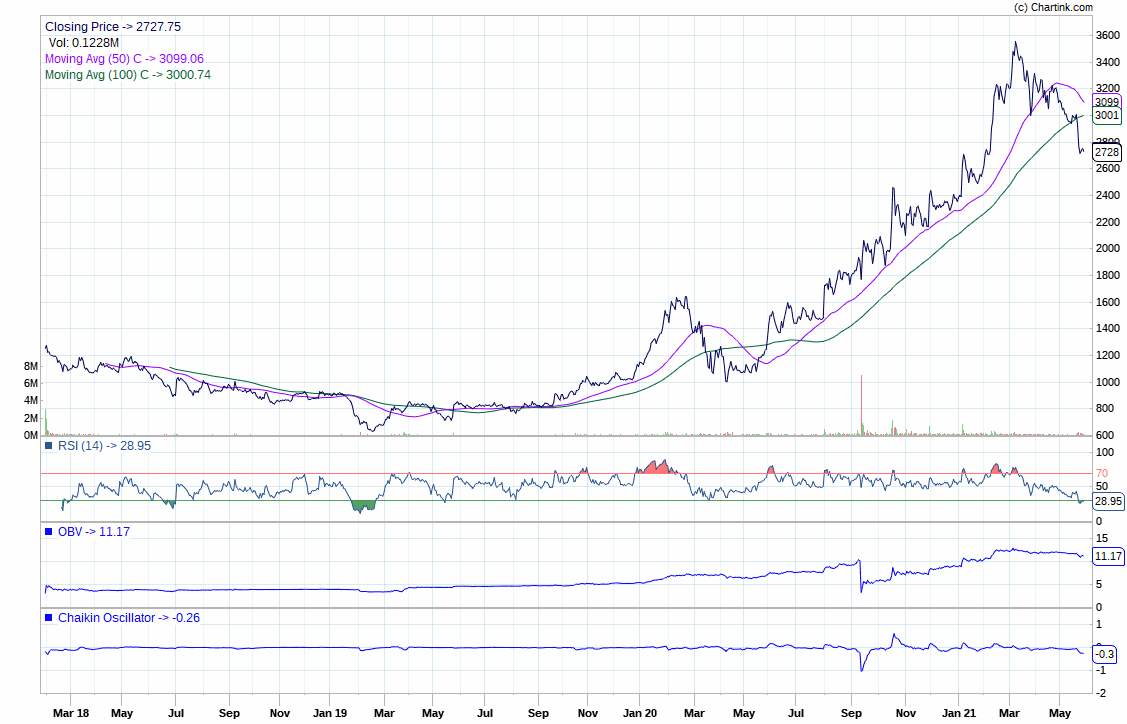 (c) Chartink.com
Closing Price -> 2727.75
Vol: 0.1228M
Moving Avg (50) C -> 3099.06
Moving Avg (100) C -> 3000.74
3600
3400
3200
3099
3001
2800
2728
2600
2400
2200
2000
1800
1600
1400
1200
1000
800
600
8M
6M
4M
2M
0M
RSI (14) -> 28.95
100
70
50
28.95
0
OBV -> 11.17
15
11.17
5
0
Chaikin Oscillator -> -0.26
1
0
-0.3
-1
-2
Mar 18 May Jul Sep Nov Jan 19 Mar May Jul Sep Nov Jan 20 Mar May Jul Sep Nov Jan 21 Mar May